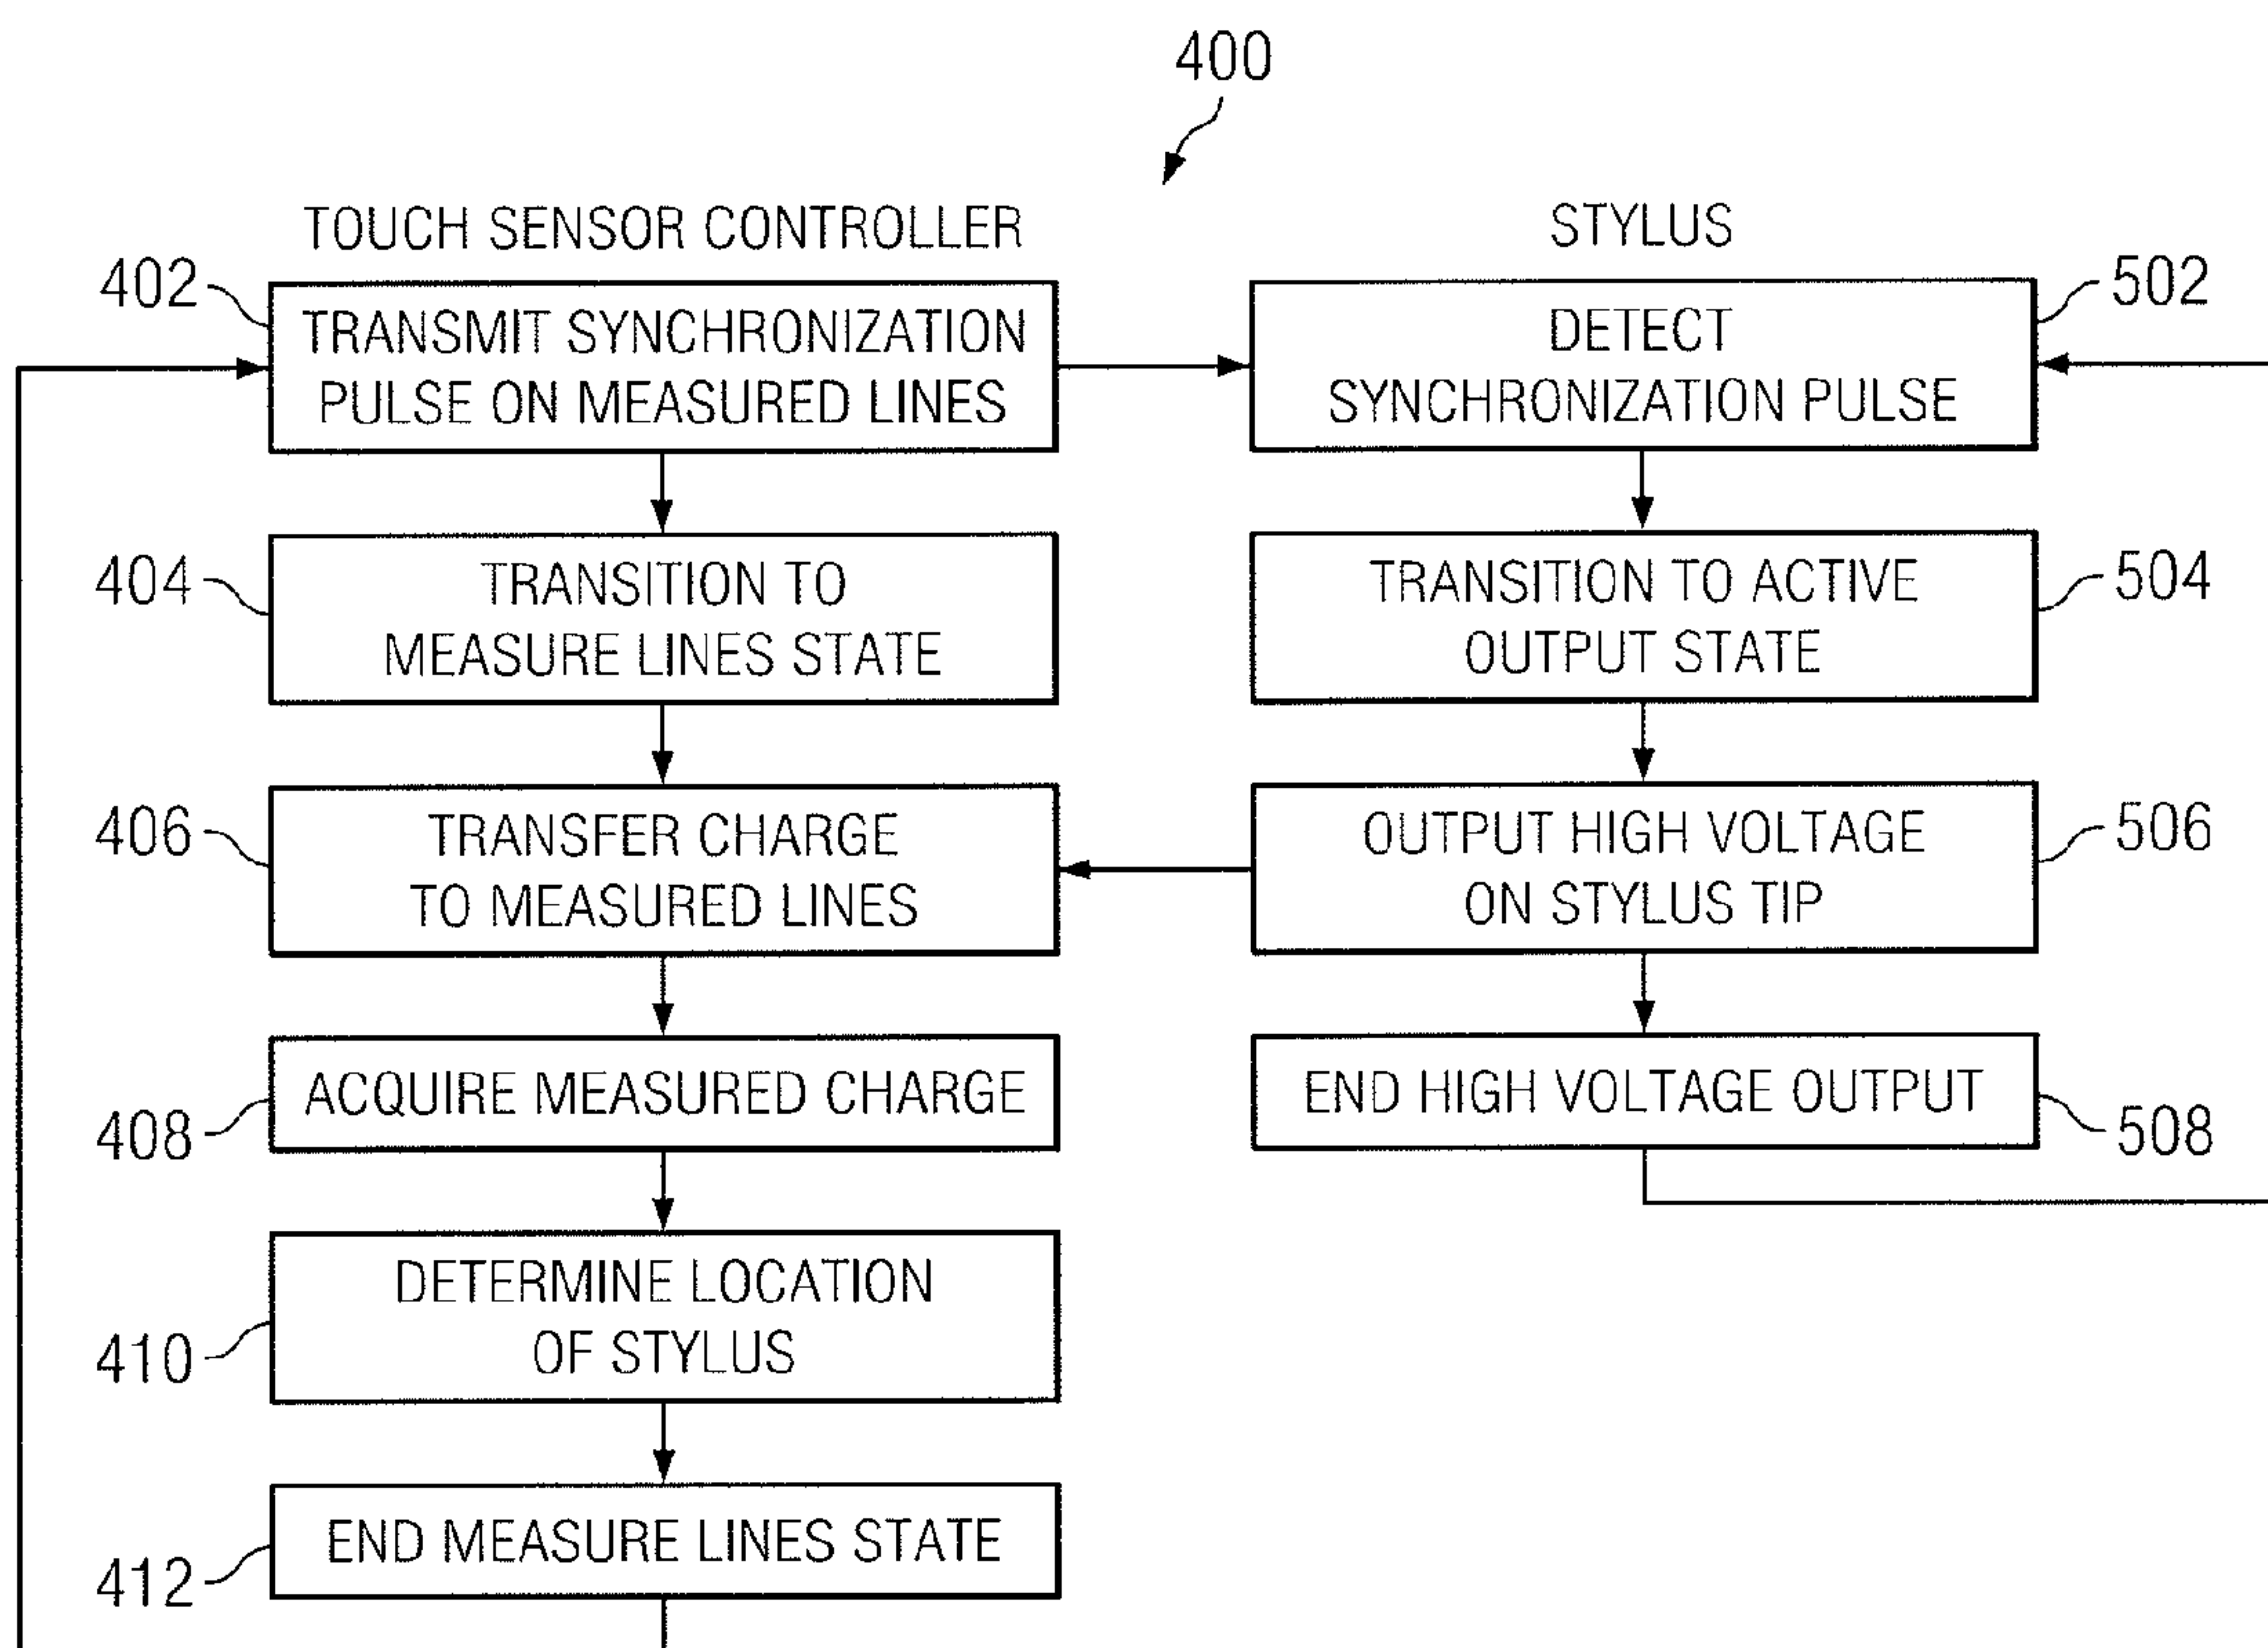 400
TOUCH SENSOR CONTROLLER
402
TRANSMIT SYNCHRONIZATION
PULSE ON MEASURED LINES
404
TRANSITION TO
MEASURE LINES STATE
406
TRANSFER CHARGE
TO MEASURED LINES
408
ACQUIRE MEASURED CHARGE
410
DETERMINE LOCATION
OF STYLUS
412
END MEASURE LINES STATE
STYLUS
502
DETECT
SYNCHRONIZATION PULSE
504
TRANSITION TO ACTIVE
OUTPUT STATE
506
OUTPUT HIGH VOLTAGE
ON STYLUS TIP
508
END HIGH VOLTAGE OUTPUT